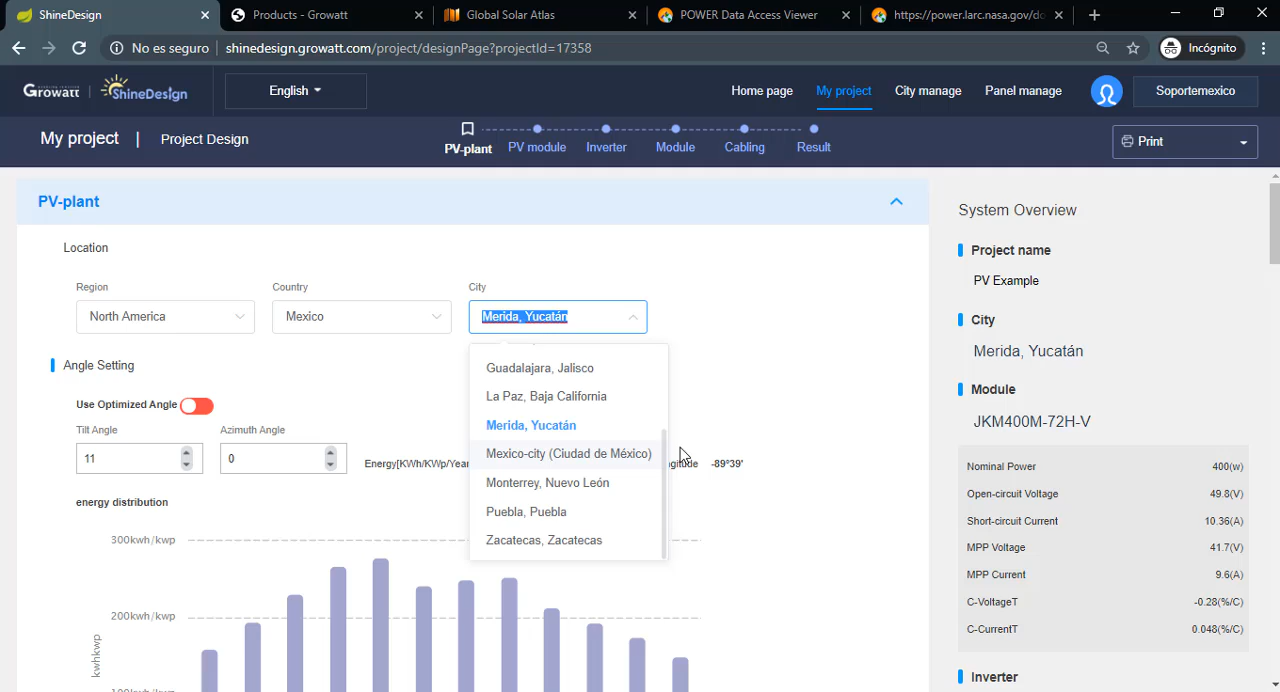 ShineDesign
Products - Growatt
Global Solar Atlas
POWER Data Access Viewer
https://power.larc.nasa.gov/do
No es seguro
shinedesign.growatt.com/project/designPage?projectId=17358
Incógnito
Growatt
ShineDesign
English
Home page
My project
City manage
Panel manage
Soportemexico
My project | Project Design
PV-plant
PV module
Inverter
Module
Cabling
Result
Print
PV-plant
Location
Region
Country
City
North America
Mexico
Merida, Yucatán
Guadalajara, Jalisco
La Paz, Baja California
Merida, Yucatán
Mexico-city (Ciudad de México)
Monterrey, Nuevo León
Puebla, Puebla
Zacatecas, Zacatecas
Angle Setting
Use Optimized Angle
Tilt Angle
Azimuth Angle
11
0
Energy[KWh/KWp/Yea
gitude -89°39'
energy distribution
300kwh/kwp
200kwh/kwp
kwhkwp
System Overview
Project name
PV Example
City
Merida, Yucatán
Module
JKM400M-72H-V
Nominal Power 400(w)
Open-circuit Voltage 49.8(V)
Short-circuit Current 10.36(A)
MPP Voltage 41.7(V)
MPP Current 9.6(A)
C-VoltageT -0.28(%/C)
C-CurrentT 0.048(%/C)
Inverter